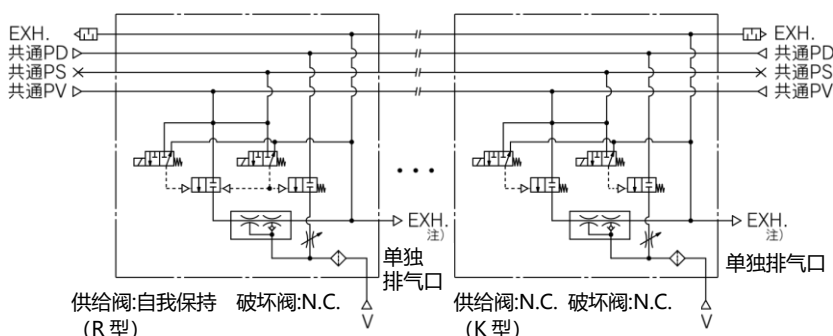 EXH.
共通PD
共通PS
共通PV
EXH.
共通PD
共通PS
共通PV
EXH.
注)
单独
排气口
EXH.
注)
单独排气口
供给阀:自我保持 破坏阀:N.C.
（R 型）
V
供给阀:N.C. 破坏阀:N.C.
（K 型）
V